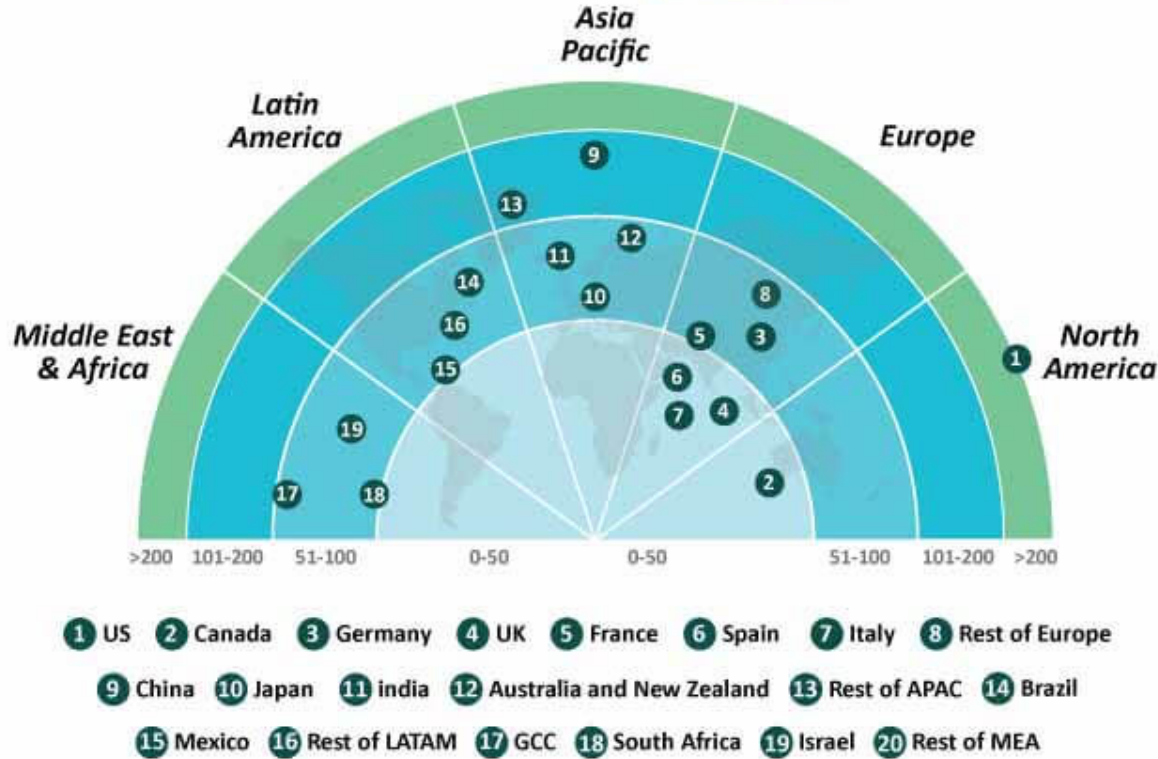 Asia
Pacific
Latin
America
Europe
Middle East
& Africa
North
America
9
13
12
11
14
10
8
16
5
3
1
15
6
4
7
19
2
17
18
>200 101-200 51-100 0-50 0-50 51-100 101-200 >200
1 US 2 Canada 3 Germany 4 UK 5 France 6 Spain 7 Italy 8 Rest of Europe
9 China 10 Japan 11 india 12 Australia and New Zealand 13 Rest of APAC 14 Brazil
15 Mexico 16 Rest of LATAM 17 GCC 18 South Africa 19 Israel 20 Rest of MEA